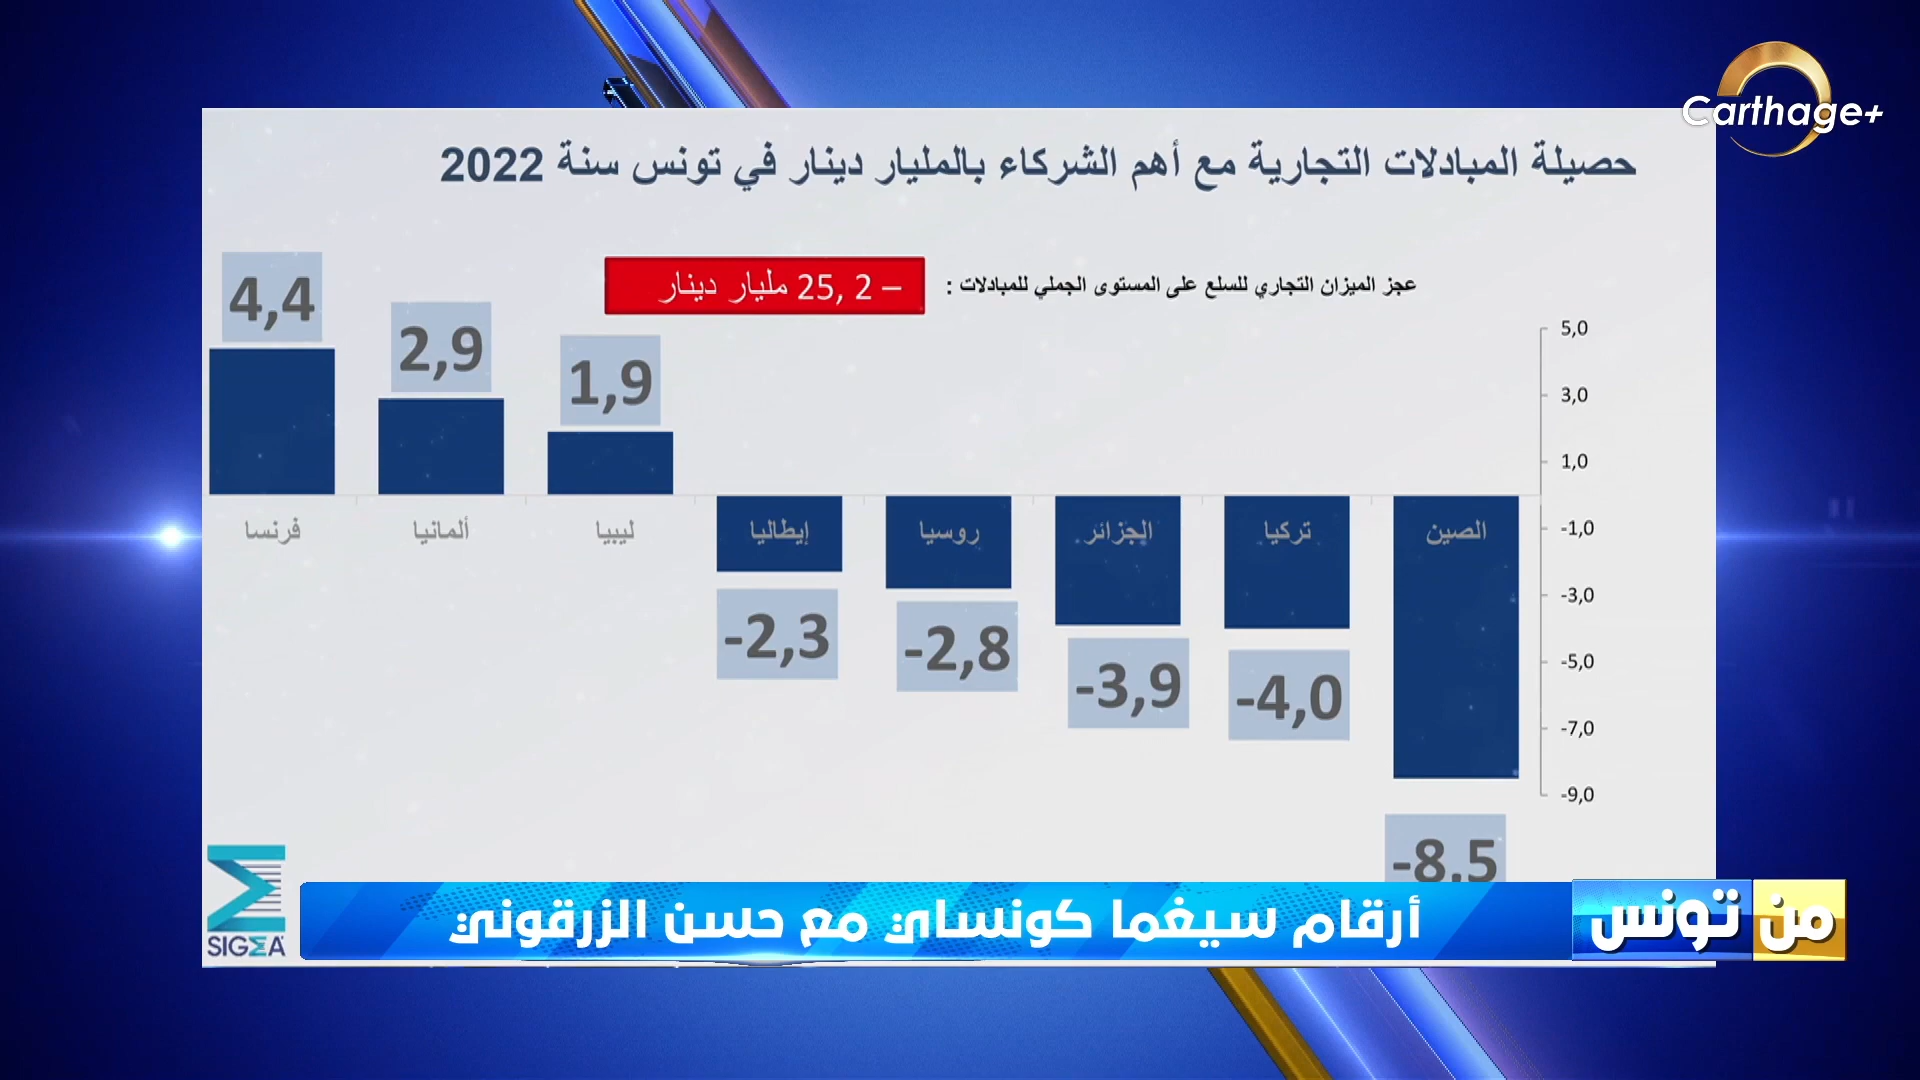 Carthage+
حصيلة المبادلات التجارية مع أهم الشركاء بالمليار دينار في تونس سنة 2022
عجز الميزان التجاري للسلع على المستوى الجملي للمبادلات :
– 25, 2 مليار دينار
4,4
2,9
1,9
5,0
3,0
1,0
-1,0
-3,0
-5,0
-7,0
-9,0
الصين
تركيا
الجزائر
روسيا
إيطاليا
ليبيا
ألمانيا
فرنسا
-2,3
-2,8
-3,9
-4,0
-8,5
SIGMA
من تونس
أرقام سيغما كونساي مع حسن الزرقوني